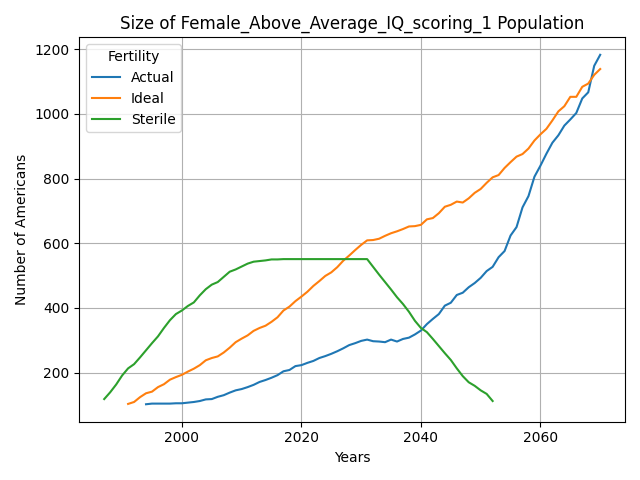 Size of Female_Above_Average_IQ_scoring_1 Population
Fertility
Actual
Ideal
Sterile
1200
1000
800
600
400
200
Number of Americans
2000
2020
2040
2060
Years